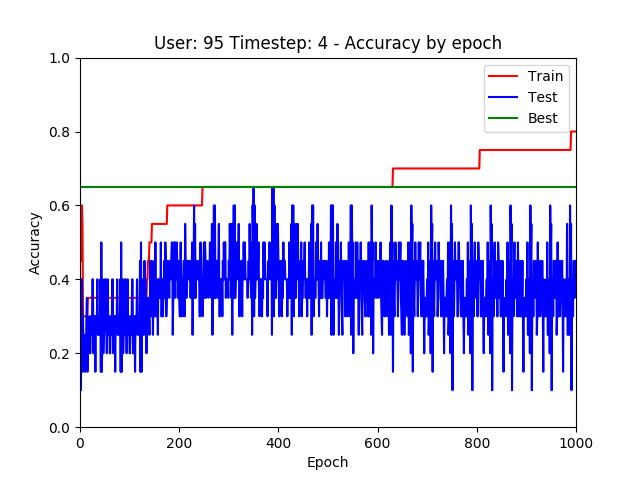 User: 95 Timestep: 4 - Accuracy by epoch
Train
Test
Best
Accuracy
1.0
0.8
0.6
0.4
0.2
0.0
0 200 400 600 800 1000
Epoch